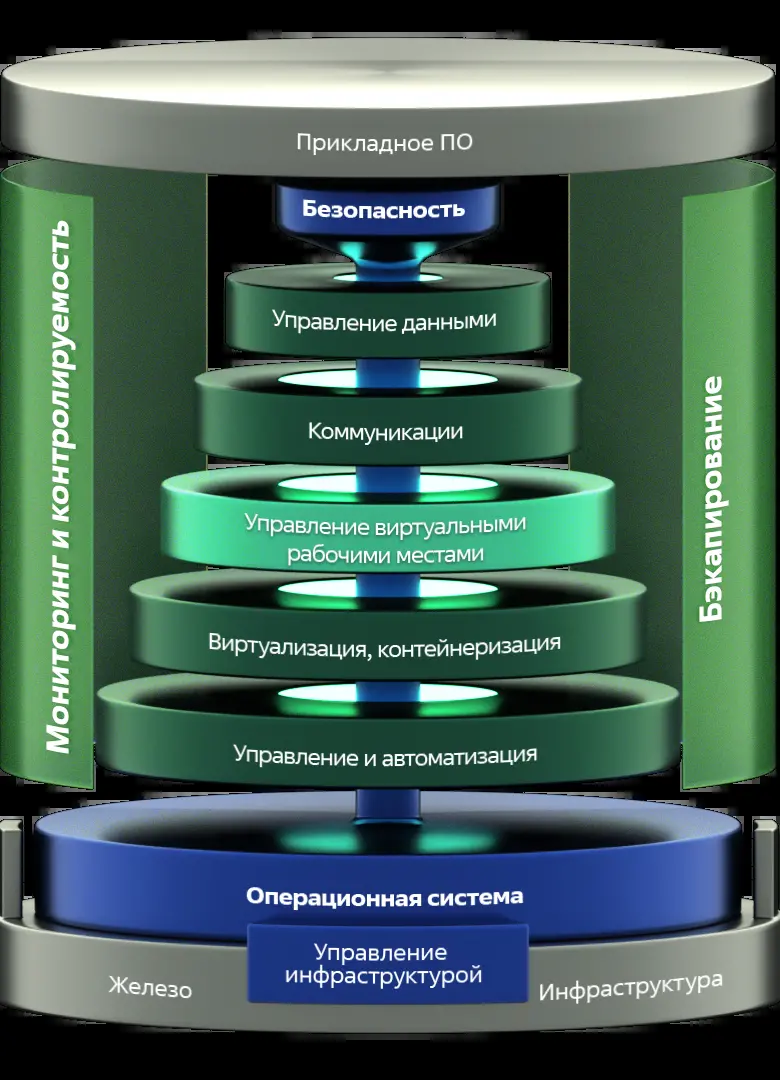 Прикладное ПО
Безопасность
Мониторинг и контролируемость
Бэкапирование
Управление данными
Коммуникации
Управление виртуальными
рабочими местами
Виртуализация, контейнеризация
Управление и автоматизация
Операционная система
Управление
инфраструктурой
Железо
Инфраструктура